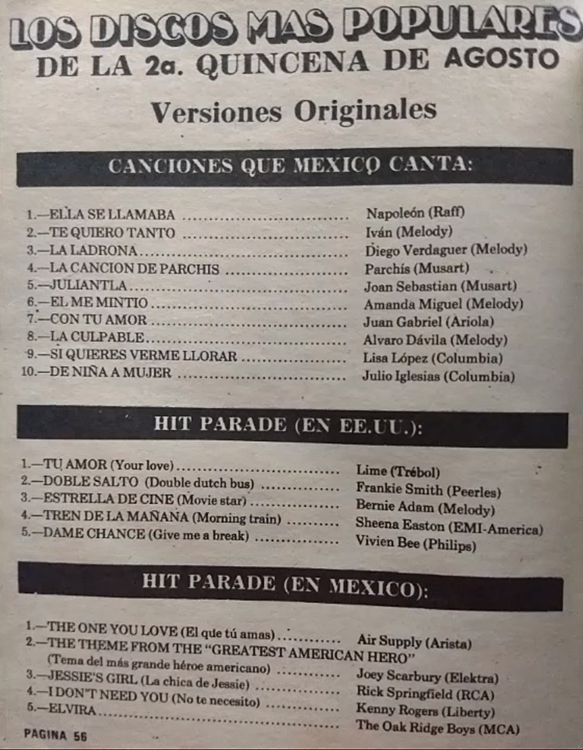 LOS DISCOS MAS POPULARES
DE LA 2a. QUINCENA DE AGOSTO
Versiones Originales
CANCIONES QUE MEXICO CANTA:
1.—ELLA SE LLAMABA ........................ Napoleón (Raff)
2.—TE QUIERO TANTO ........................ Iván (Melody)
3.—LA LADRONA........................ Diego Verdaguer (Melody)
4.—LA CANCION DE PARCHIS ........................ Parchís (Musart)
5.—JULIANTLA ........................ Joan Sebastian (Musart)
6.—EL ME MINTIO ........................ Amanda Miguel (Melody)
7.—CON TU AMOR ........................ Juan Gabriel (Ariola)
8.—LA CULPABLE........................ Alvaro Dávila (Melody)
9.—SI QUIERES VERME LLORAR ........................ Lisa López (Columbia)
10.—DE NIÑA A MUJER ........................ Julio Iglesias (Columbia)
HIT PARADE (EN EE.UU.):
1.—TU AMOR (Your love)........................ Lime (Trébol)
2.—DOBLE SALTO (Double dutch bus) ........................ Frankie Smith (Peerles)
3.—ESTRELLA DE CINE (Movie star) ........................ Bernie Adam (Melody)
4.—TREN DE LA MAÑANA (Morning train) ............ Sheena Easton (EMI-America)
5.—DAME CHANCE (Give me a break) .................. Vivien Bee (Philips)
HIT PARADE (EN MEXICO):
1.—THE ONE YOU LOVE (El que tú amas)............. Air Supply (Arista)
2.—THE THEME FROM THE "GREATEST AMERICAN HERO"
(Tema del más grande héroe americano) ............... Joey Scarbury (Elektra)
3.—JESSIE'S GIRL (La chica de Jessie) .................. Rick Springfield (RCA)
4.—I DON'T NEED YOU (No te necesito) ................ Kenny Rogers (Liberty)
5.—ELVIRA................................................ The Oak Ridge Boys (MCA)
PAGINA 56